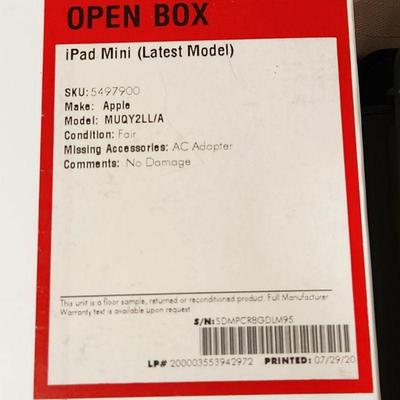 OPEN BOX
iPad Mini (Latest Model)
SKU: 5497900
Make: Apple
Model: MUQY2LL/A
Condition: Fair
Missing Accessories: AC Adapter
Comments: No Damage
This unit is a floor sample, returned or reconditioned product. Full Manufacturer
Warranty text is available upon request
S/N: SDMPCRBGDLM95
LP# 200003553942972 PRINTED: 07/29/20